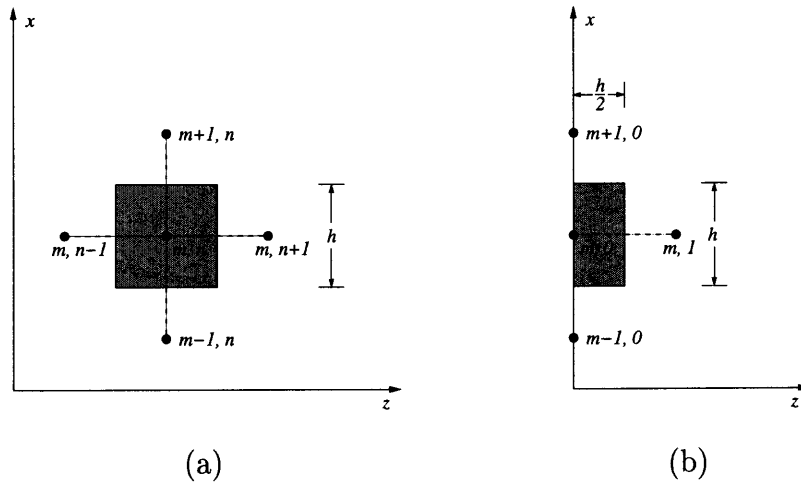 x
m+1, n
m, n−1
m, n+1
h
m−1, n
z
(a)
x
h
2
m+1, 0
m, 1
h
m−1, 0
z
(b)